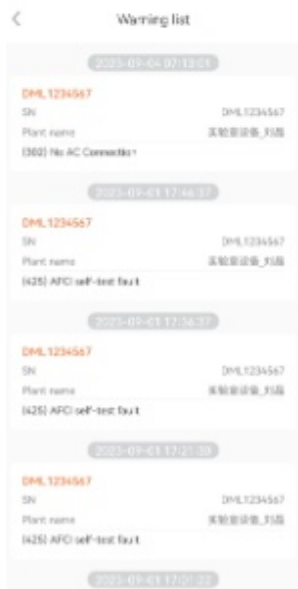 Warning list
2023-09-04 07:13:01
DML1234567
SN DML1234567
Plant name 实验室设备_刘磊
(302) No AC Connection
2023-09-01 17:46:37
DML1234567
SN DML1234567
Plant name 实验室设备_刘磊
(425) AFCI self-test fault
2023-09-01 17:36:37
DML1234567
SN DML1234567
Plant name 实验室设备_刘磊
(425) AFCI self-test fault
2023-09-01 17:21:30
DML1234567
SN DML1234567
Plant name 实验室设备_刘磊
(425) AFCI self-test fault
2023-09-01 17:01:22